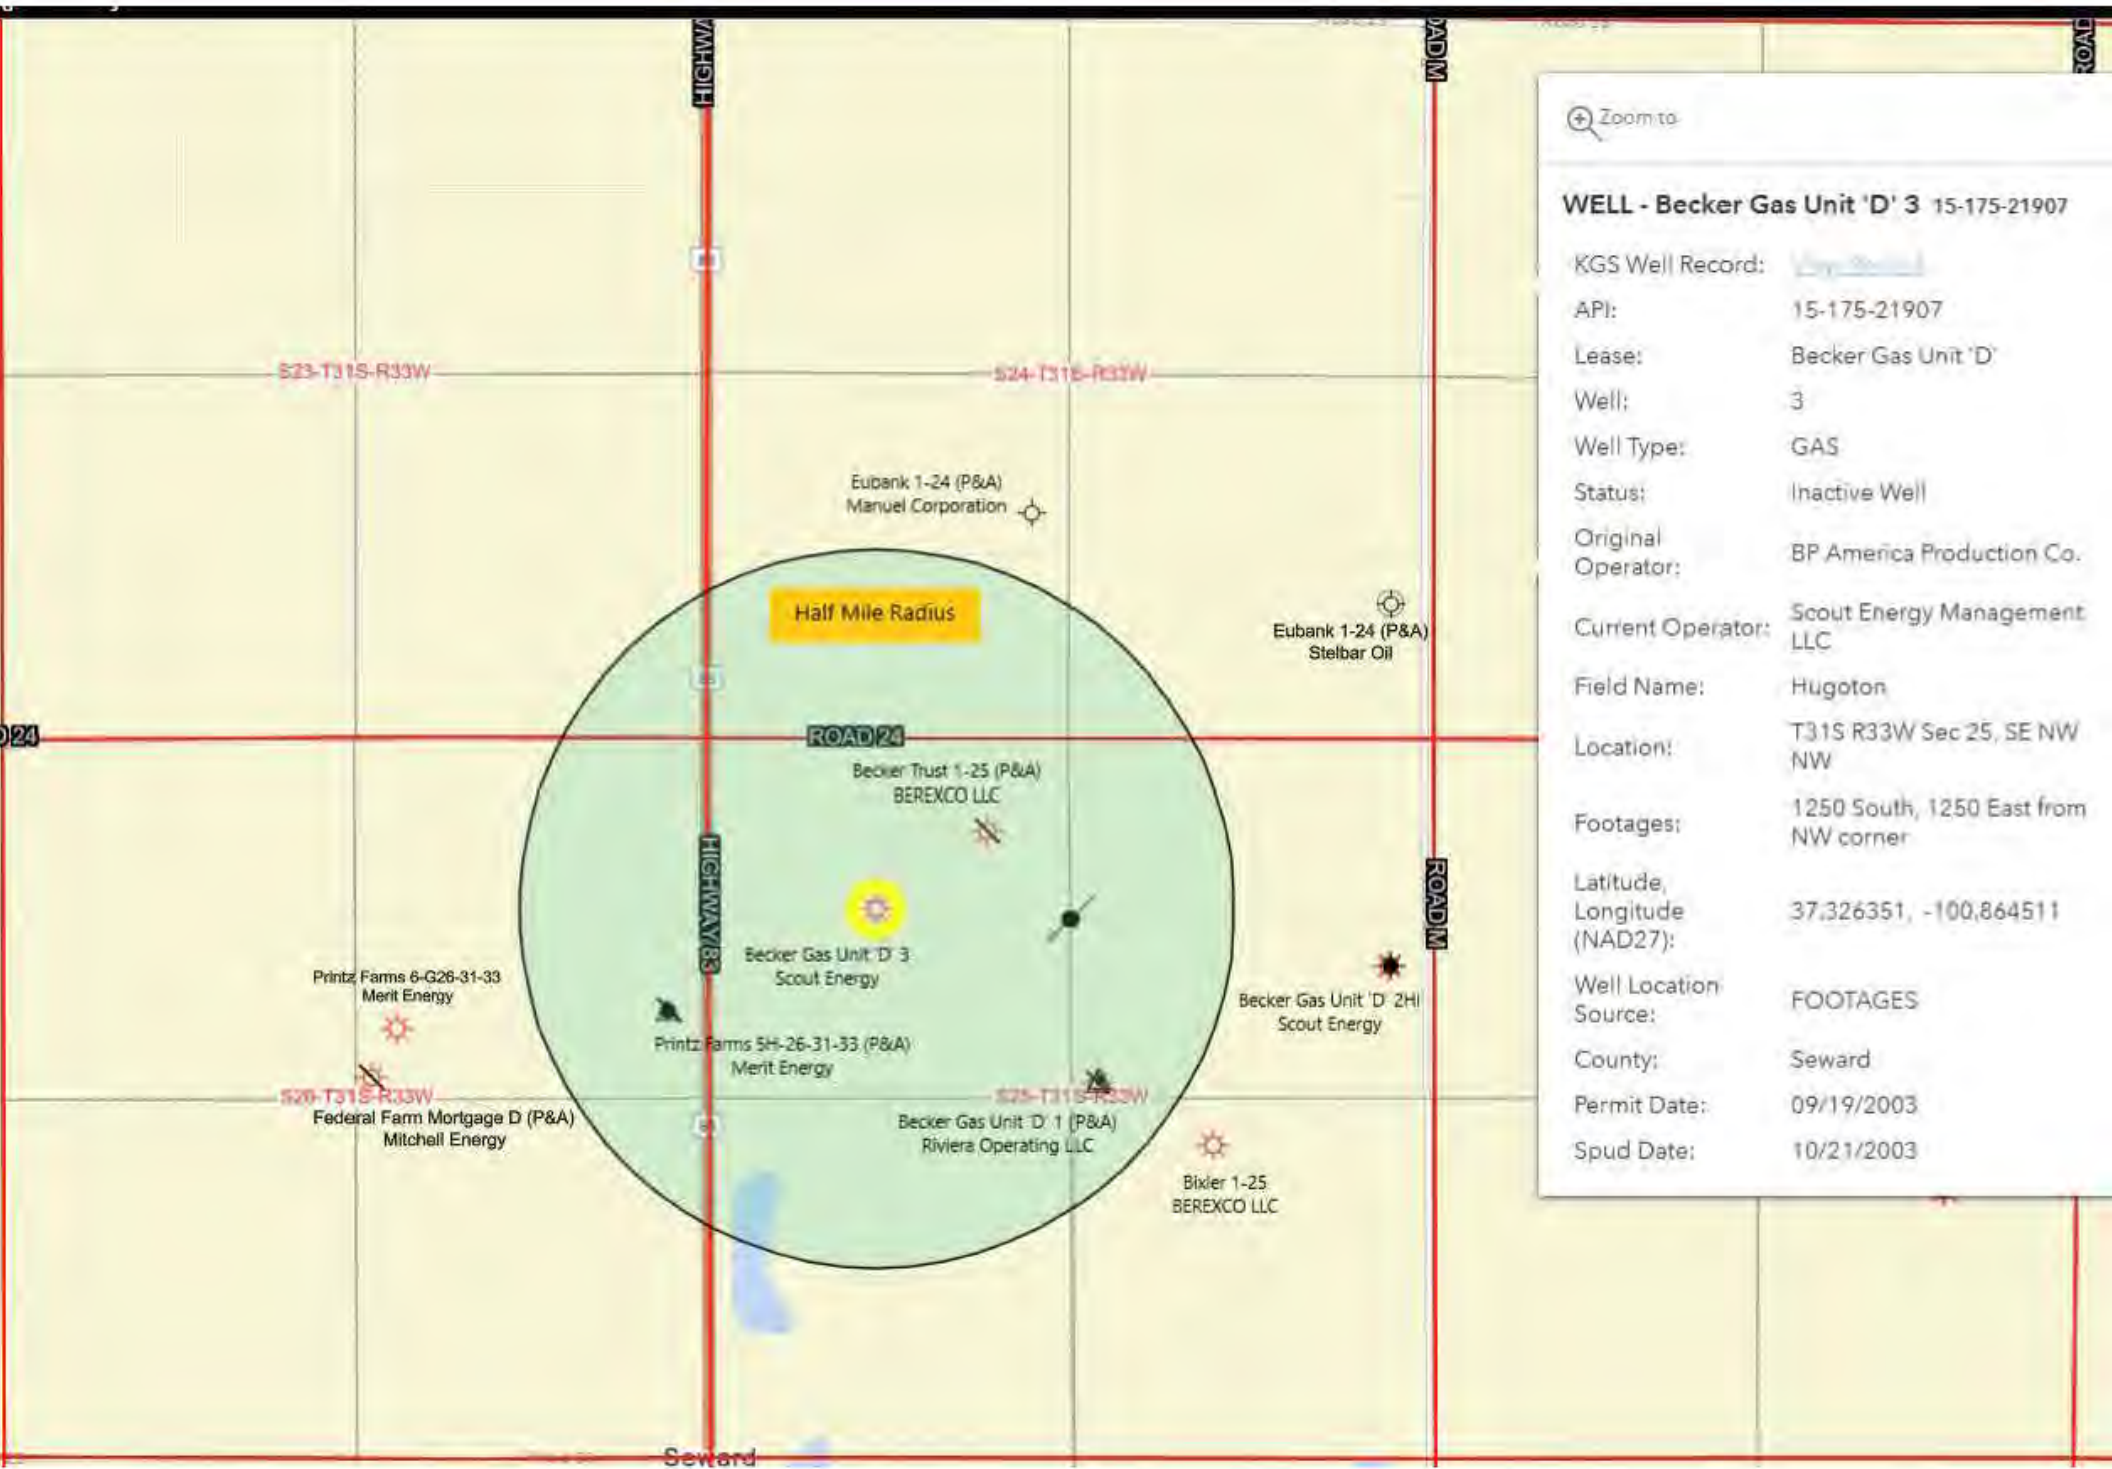 HIGHWA
OAD M
ROAD
Zoom to
WELL - Becker Gas Unit 'D' 3 15-175-21907
KGS Well Record: View Record
API: 15-175-21907
Lease: Becker Gas Unit 'D'
Well: 3
Well Type: GAS
Status: Inactive Well
Original Operator: BP America Production Co.
Current Operator: Scout Energy Management LLC
Field Name: Hugoton
Location: T31S R33W Sec 25, SE NW NW
Footages: 1250 South, 1250 East from NW corner
Latitude, Longitude (NAD27): 37.326351, -100.864511
Well Location Source: FOOTAGES
County: Seward
Permit Date: 09/19/2003
Spud Date: 10/21/2003
S23-T31S-R33W
S24-T31S-R33W
Eubank 1-24 (P&A)
Manuel Corporation
Half Mile Radius
Eubank 1-24 (P&A)
Stelbar Oil
D 24
ROAD 24
Becker Trust 1-25 (P&A)
BEREXCO LLC
HIGHWAY 83
ROAD M
Becker Gas Unit 'D' 3
Scout Energy
Printz Farms 6-G26-31-33
Merit Energy
Becker Gas Unit 'D' 2HI
Scout Energy
Printz Farms 5H-26-31-33 (P&A)
Merit Energy
S26-T31S-R33W
S25-T31S-R33W
Federal Farm Mortgage D (P&A)
Mitchell Energy
Becker Gas Unit 'D' 1 (P&A)
Riviera Operating LLC
Bixler 1-25
BEREXCO LLC
Seward